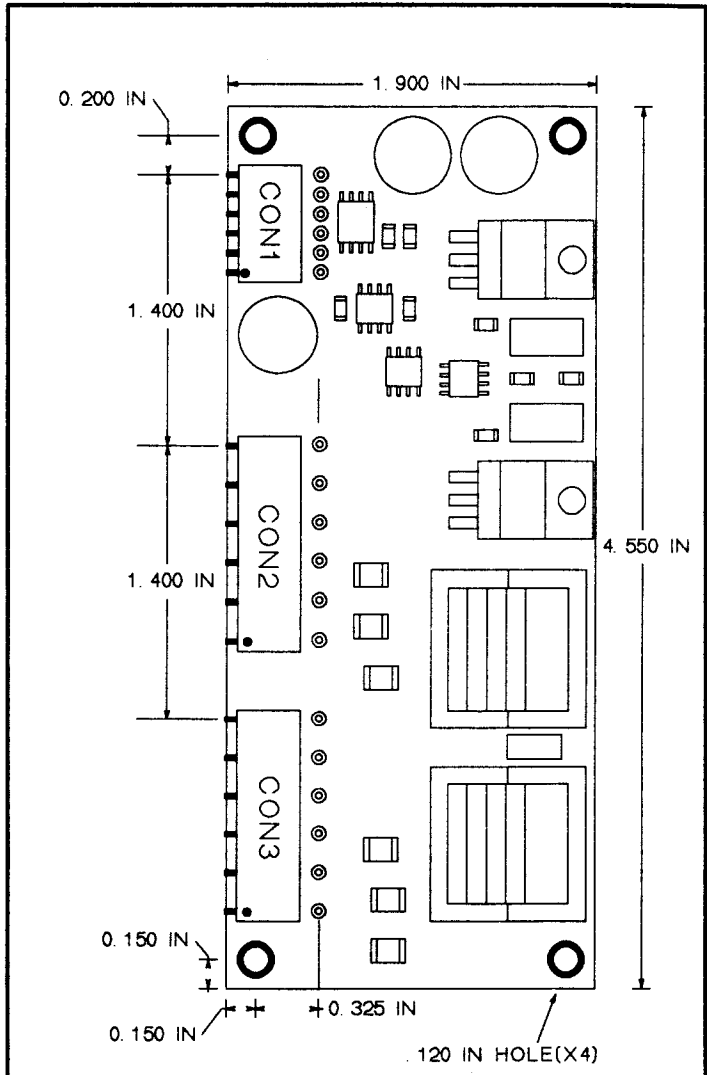 1. 900 IN
0. 200 IN
CON1
1. 400 IN
CON2
4. 550 IN
1. 400 IN
CON3
0. 150 IN
0. 325 IN
0. 150 IN
. 120 IN HOLE(X4)